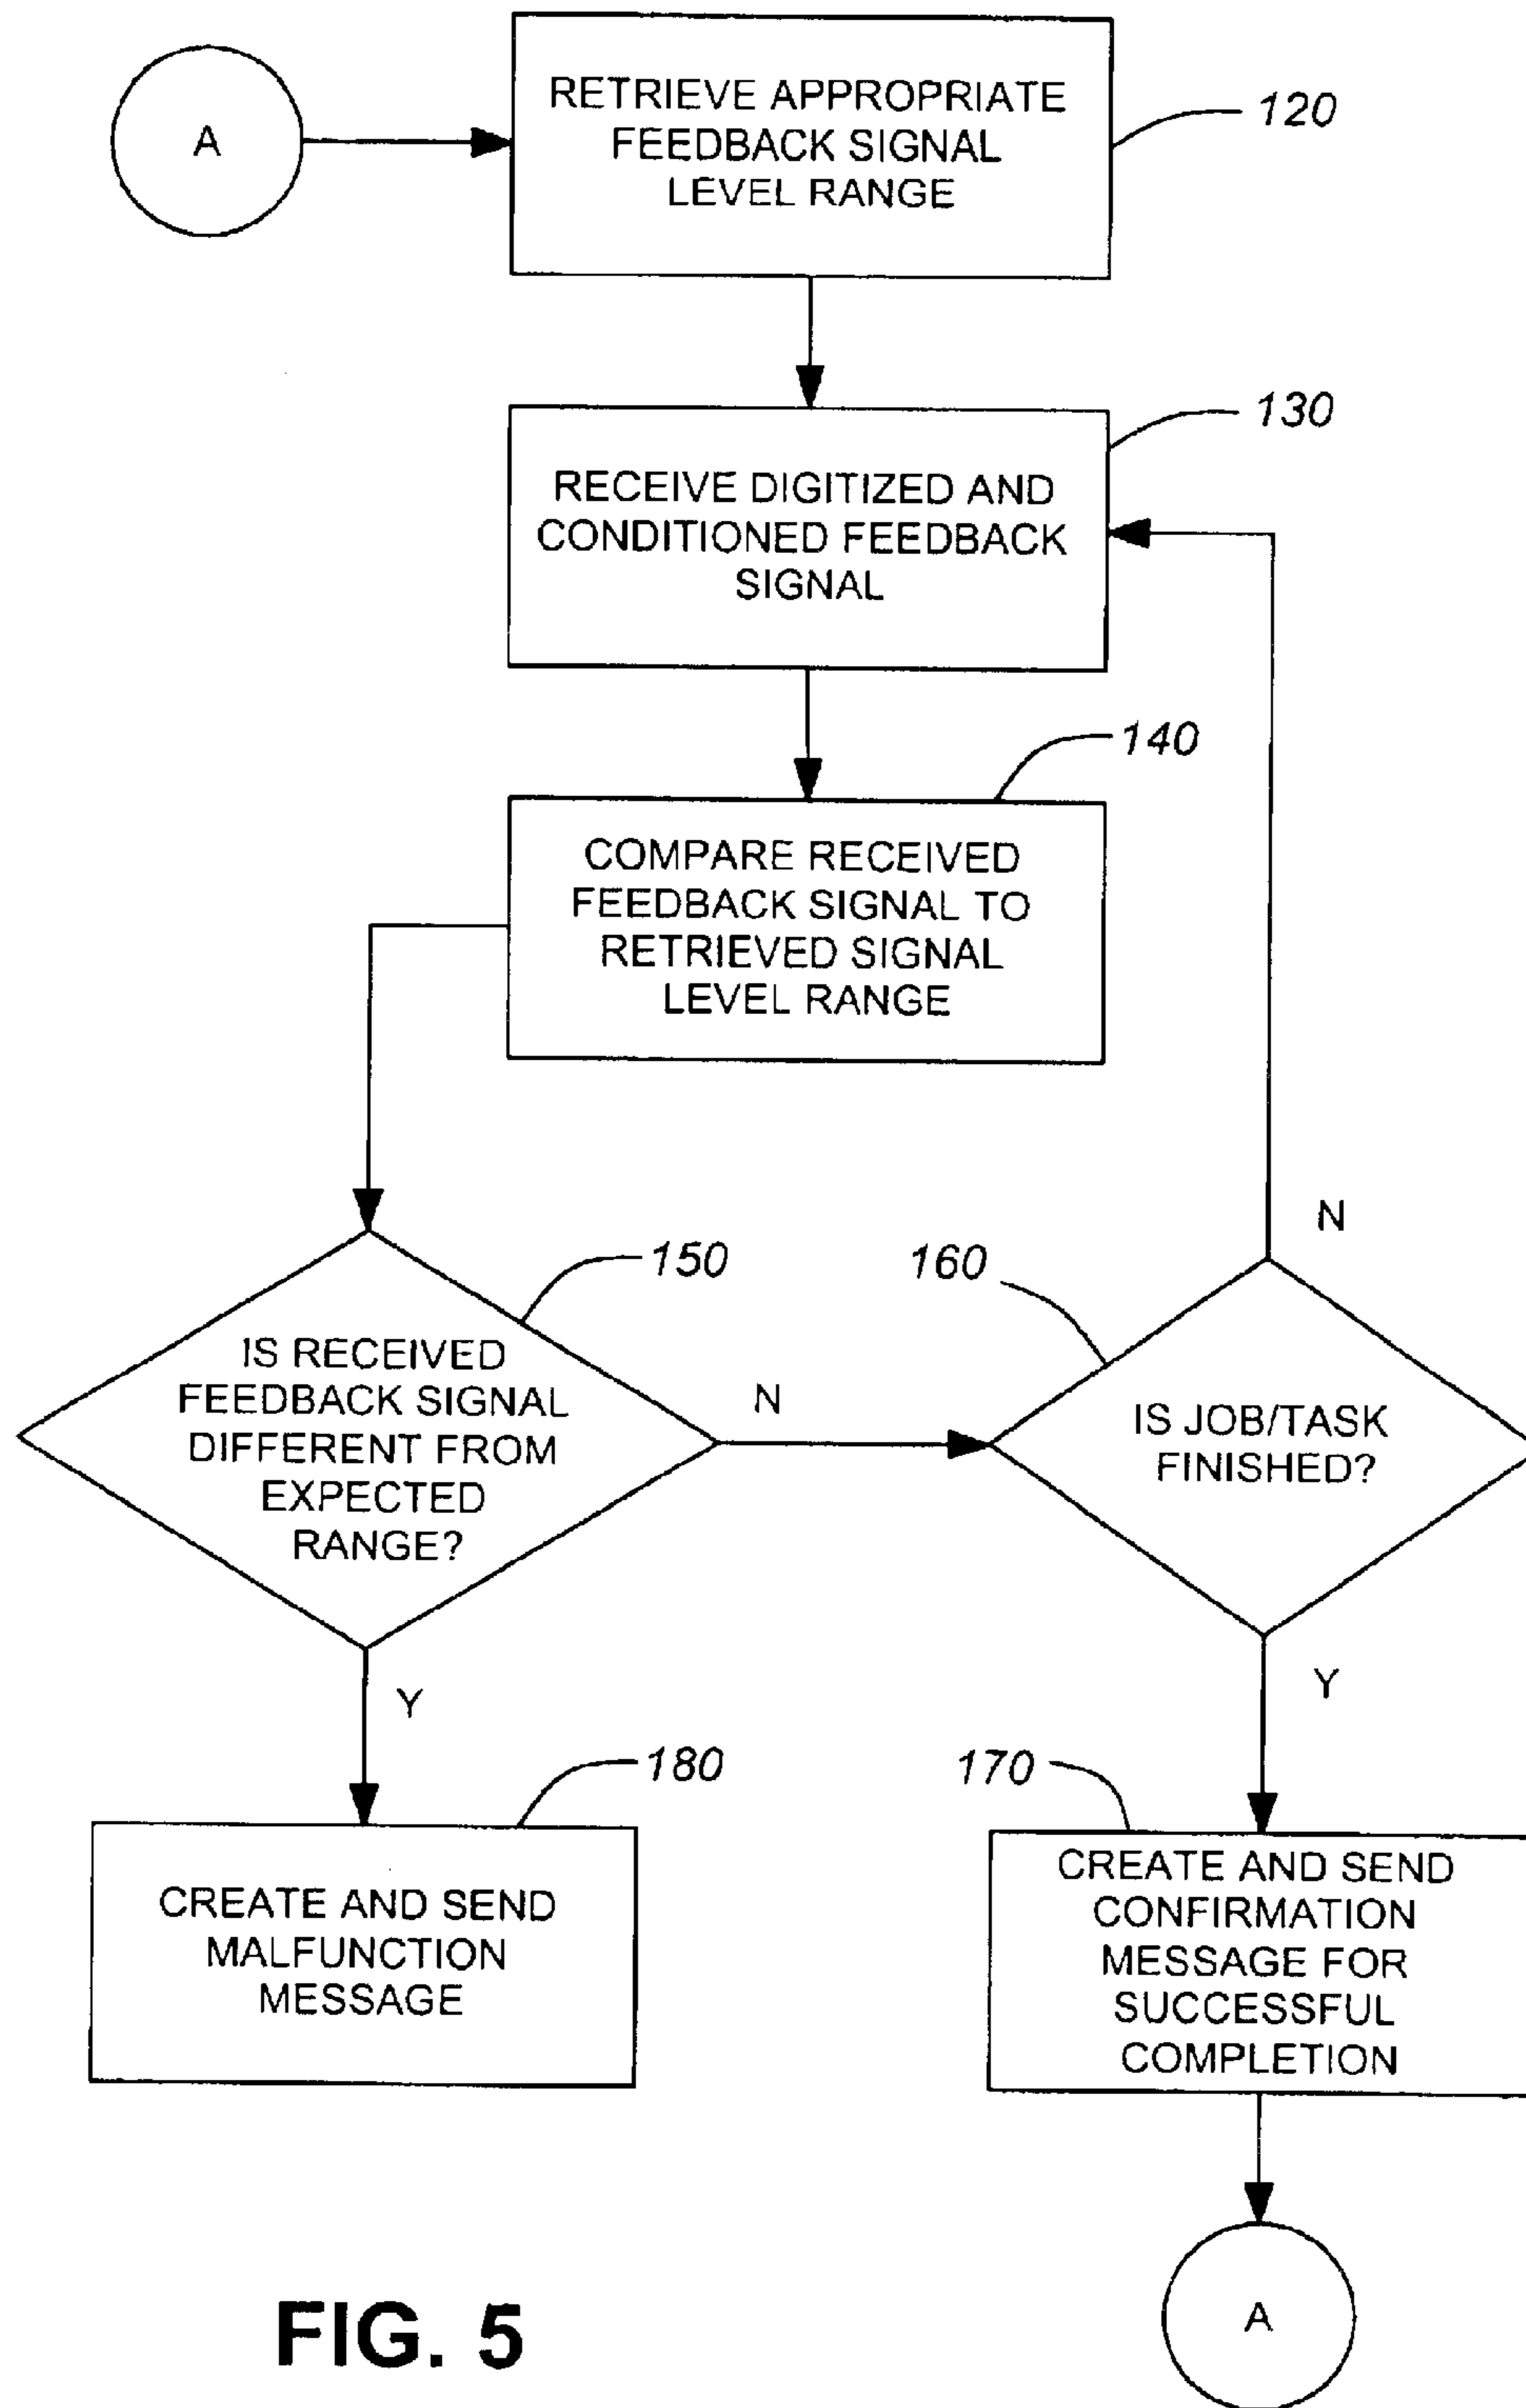 A
RETRIEVE APPROPRIATE
FEEDBACK SIGNAL
LEVEL RANGE
120
RECEIVE DIGITIZED AND
CONDITIONED FEEDBACK
SIGNAL
130
COMPARE RECEIVED
FEEDBACK SIGNAL TO
RETRIEVED SIGNAL
LEVEL RANGE
140
IS RECEIVED
FEEDBACK SIGNAL
DIFFERENT FROM
EXPECTED
RANGE?
150
N
160
IS JOB/TASK
FINISHED?
N
Y
Y
180
CREATE AND SEND
MALFUNCTION
MESSAGE
170
CREATE AND SEND
CONFIRMATION
MESSAGE FOR
SUCCESSFUL
COMPLETION
A
FIG. 5